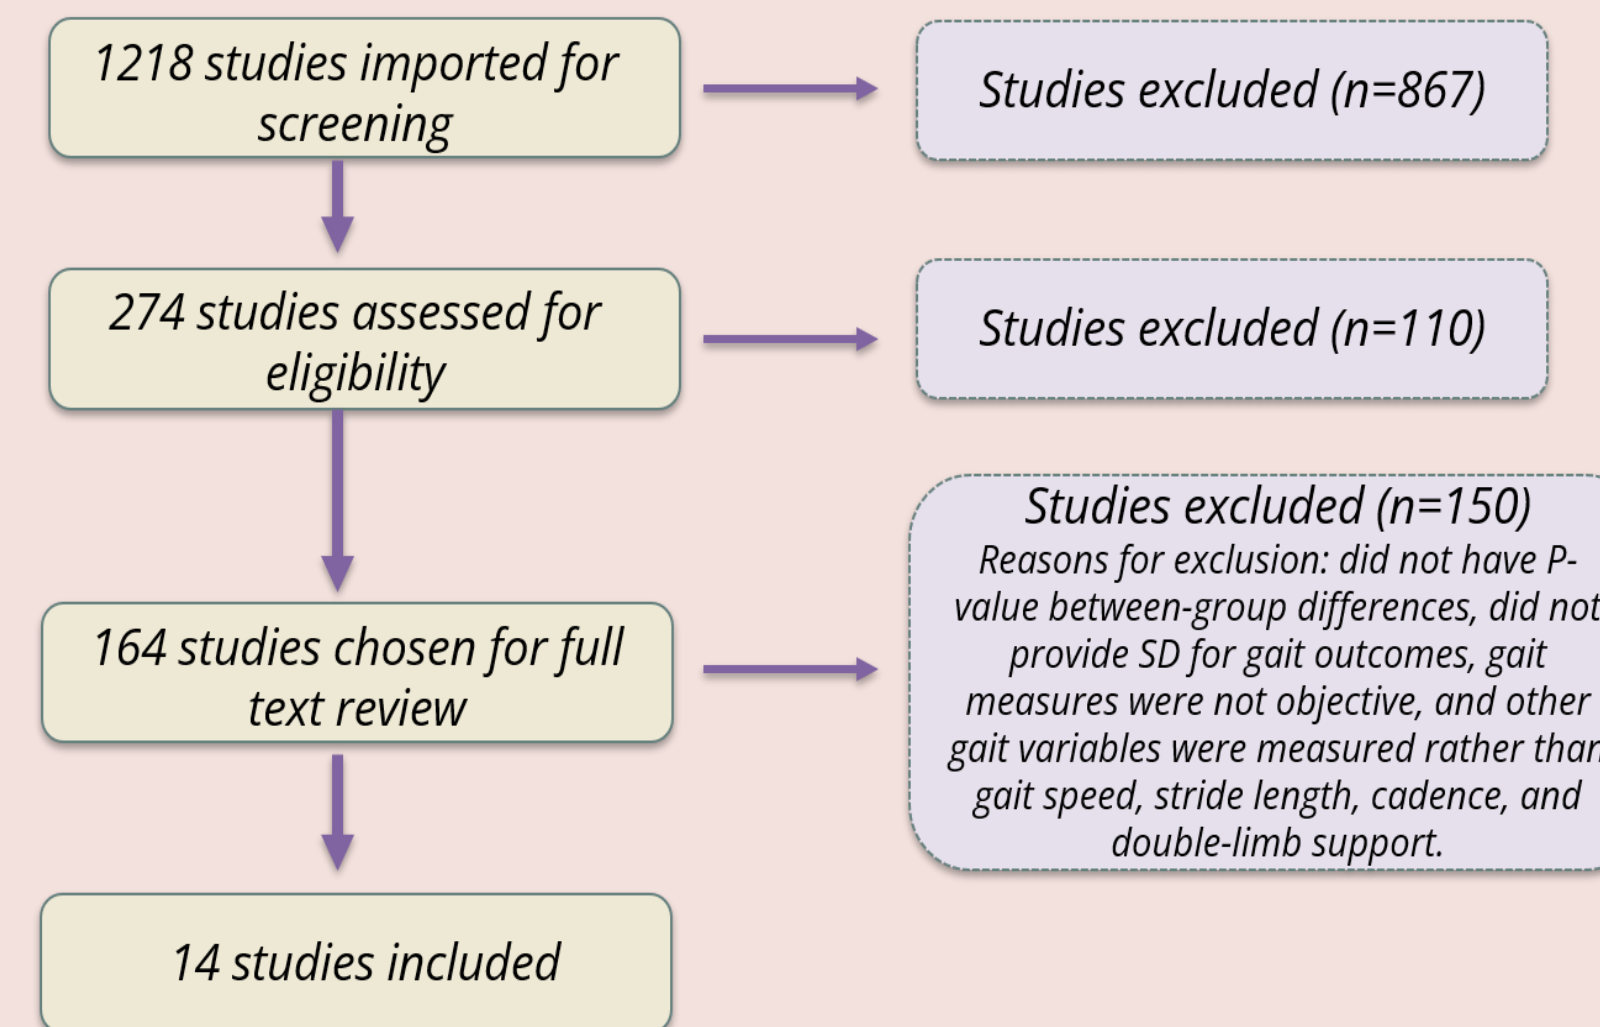 1218 studies imported for
screening
Studies excluded (n=867)
274 studies assessed for
eligibility
Studies excluded (n=110)
164 studies chosen for full
text review
Studies excluded (n=150)
Reasons for exclusion: did not have P-
value between-group differences, did not
provide SD for gait outcomes, gait
measures were not objective, and other
gait variables were measured rather than
gait speed, stride length, cadence, and
double-limb support.
14 studies included